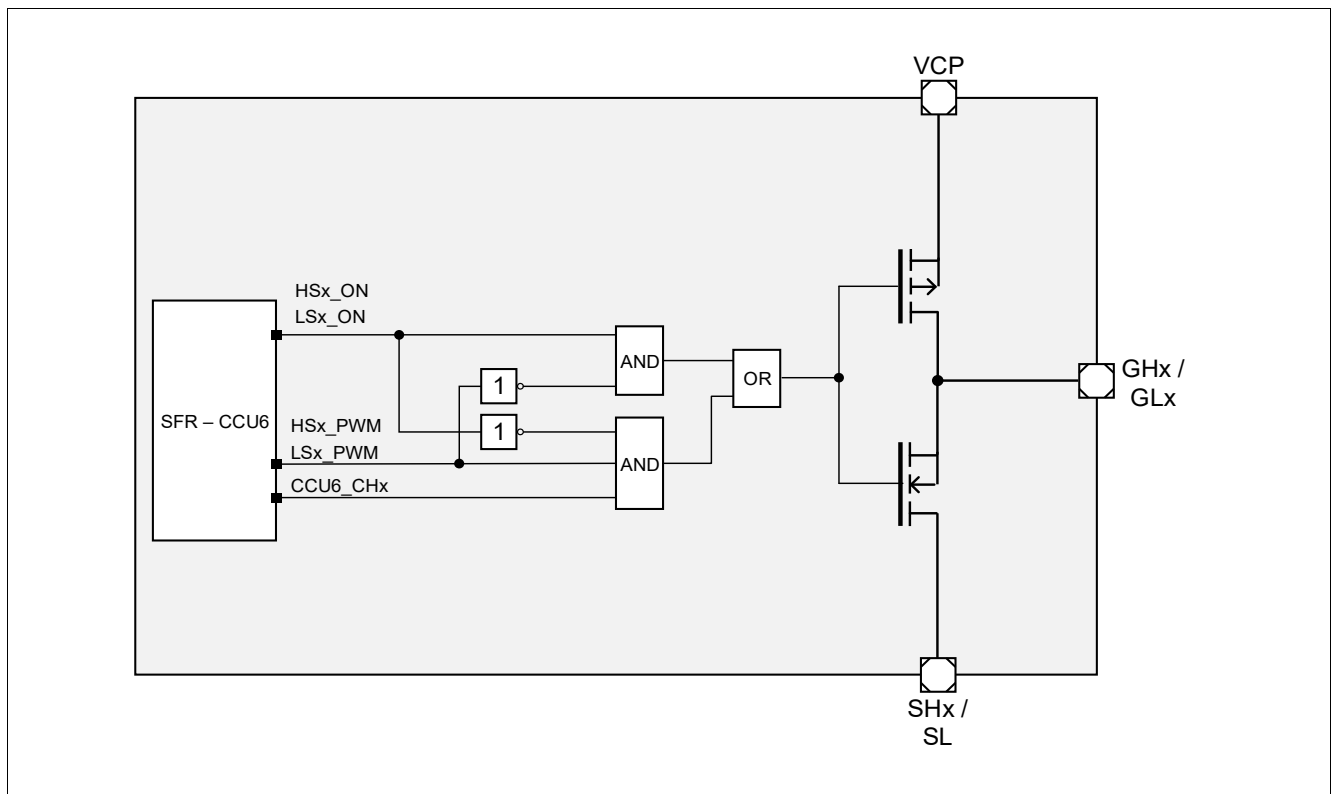 VCP
HSx_ON
LSx_ON
AND
1
OR
GHx /
GLx
SFR – CCU6
HSx_PWM
1
LSx_PWM
AND
CCU6_CHx
SHx /
SL